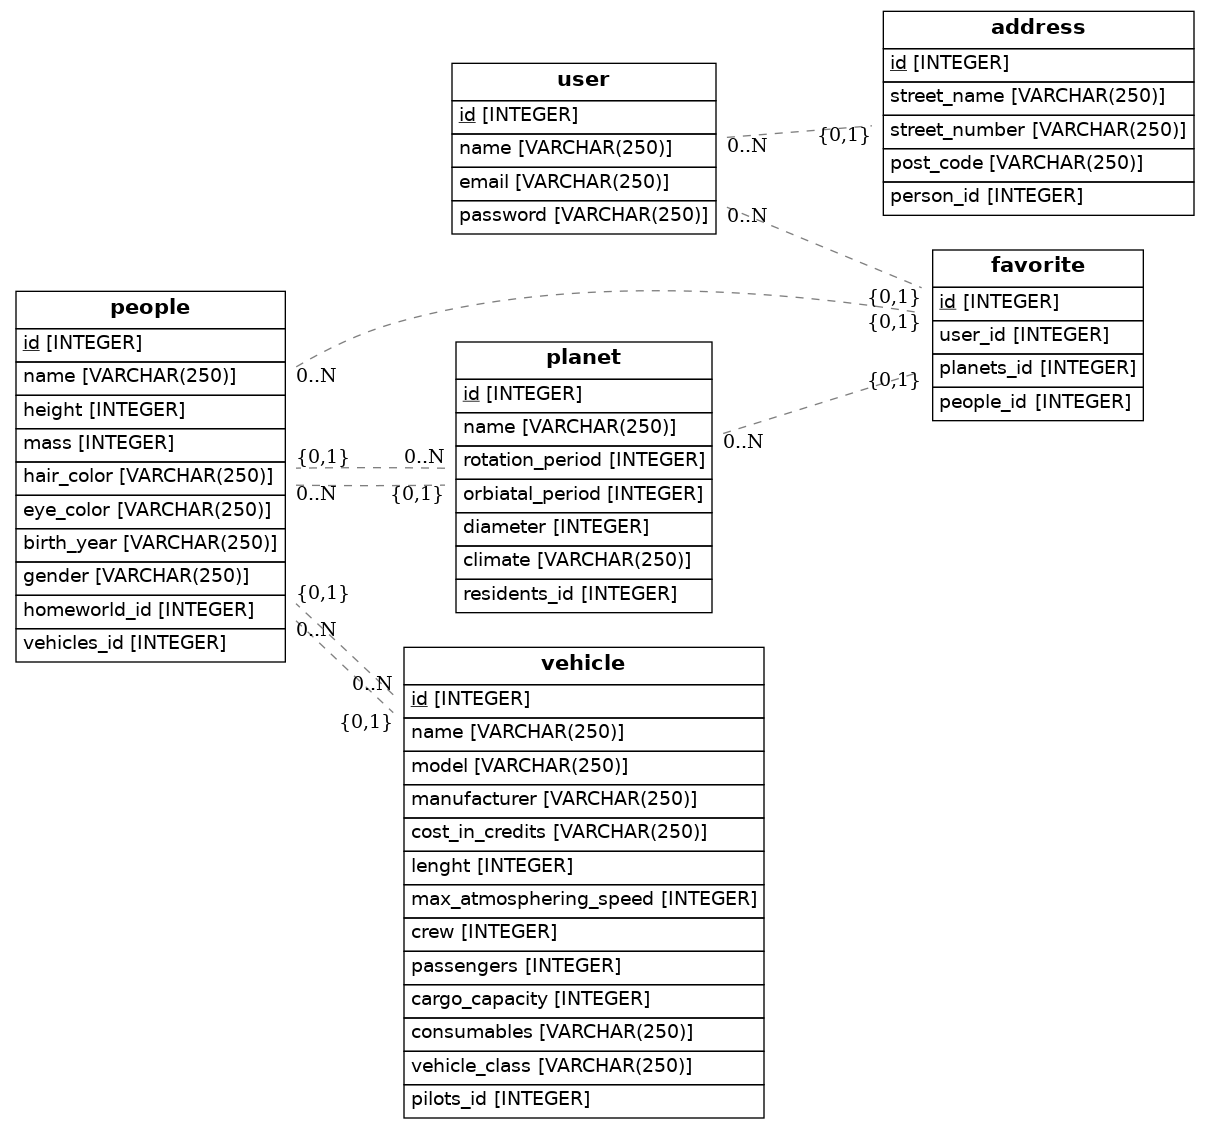 address
id [INTEGER]
street_name [VARCHAR(250)]
street_number [VARCHAR(250)]
post_code [VARCHAR(250)]
person_id [INTEGER]
user
id [INTEGER]
name [VARCHAR(250)]
email [VARCHAR(250)]
password [VARCHAR(250)]
0..N
{0,1}
0..N
favorite
id [INTEGER]
user_id [INTEGER]
planets_id [INTEGER]
people_id [INTEGER]
{0,1}
{0,1}
{0,1}
people
id [INTEGER]
name [VARCHAR(250)]
height [INTEGER]
mass [INTEGER]
hair_color [VARCHAR(250)]
eye_color [VARCHAR(250)]
birth_year [VARCHAR(250)]
gender [VARCHAR(250)]
homeworld_id [INTEGER]
vehicles_id [INTEGER]
0..N
{0,1}
0..N
0..N
{0,1}
planet
id [INTEGER]
name [VARCHAR(250)]
rotation_period [INTEGER]
orbiatal_period [INTEGER]
diameter [INTEGER]
climate [VARCHAR(250)]
residents_id [INTEGER]
0..N
{0,1}
0..N
0..N
{0,1}
vehicle
id [INTEGER]
name [VARCHAR(250)]
model [VARCHAR(250)]
manufacturer [VARCHAR(250)]
cost_in_credits [VARCHAR(250)]
lenght [INTEGER]
max_atmosphering_speed [INTEGER]
crew [INTEGER]
passengers [INTEGER]
cargo_capacity [INTEGER]
consumables [VARCHAR(250)]
vehicle_class [VARCHAR(250)]
pilots_id [INTEGER]